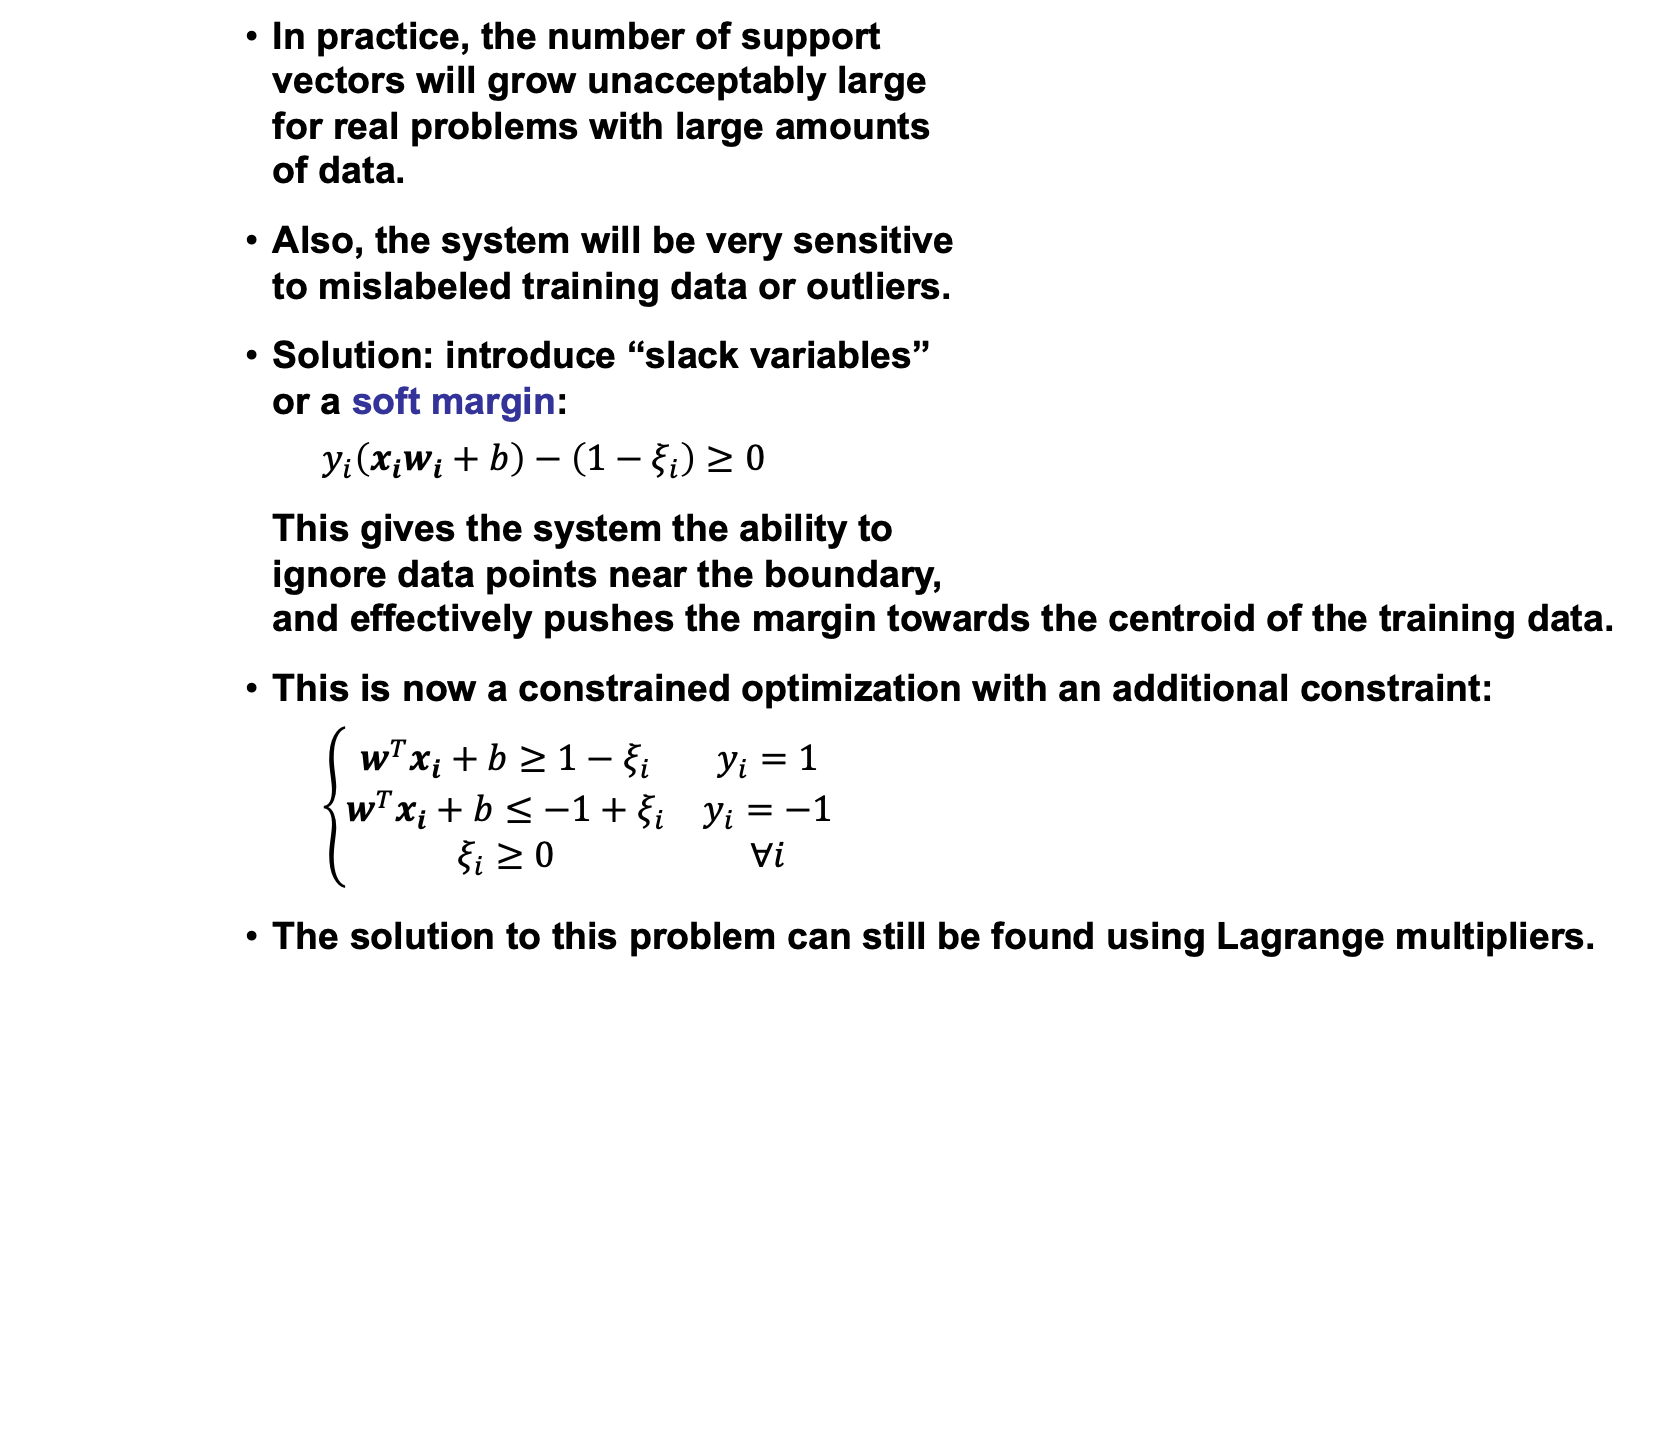 • In practice, the number of support
vectors will grow unacceptably large
for real problems with large amounts
of data.
• Also, the system will be very sensitive
to mislabeled training data or outliers.
• Solution: introduce “slack variables”
or a soft margin:
yᵢ(xᵢwᵢ + b) − (1 − ξᵢ) ≥ 0
This gives the system the ability to
ignore data points near the boundary,
and effectively pushes the margin towards the centroid of the training data.
• This is now a constrained optimization with an additional constraint:
wᵀxᵢ + b ≥ 1 − ξᵢ yᵢ = 1
wᵀxᵢ + b ≤ −1 + ξᵢ yᵢ = −1
ξᵢ ≥ 0 ∀i
• The solution to this problem can still be found using Lagrange multipliers.